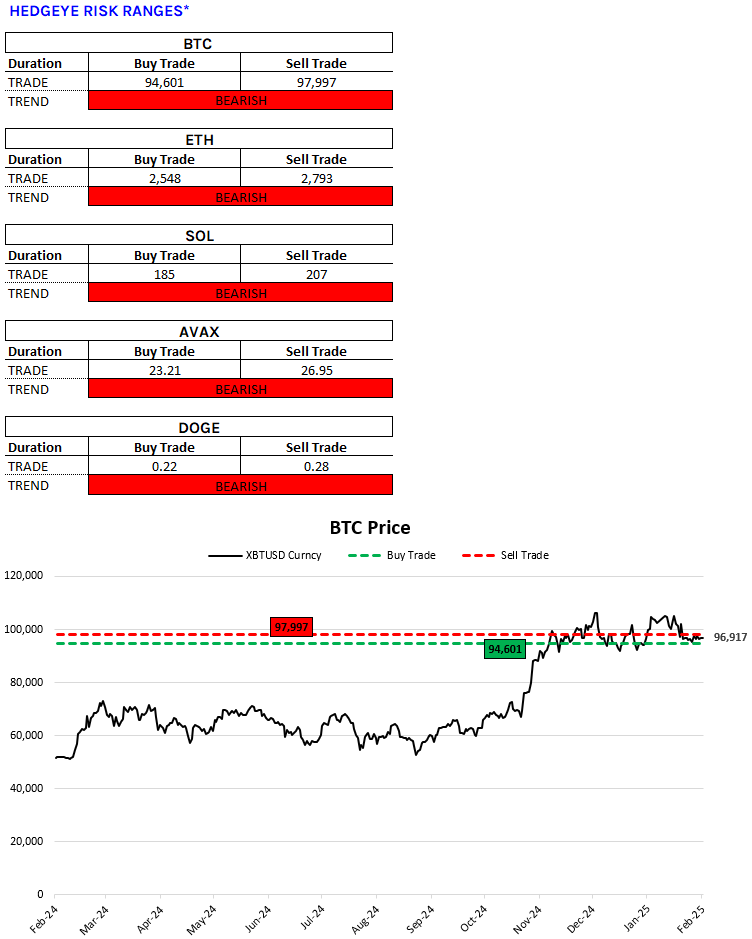 HEDGEYE RISK RANGES*
BTC
Duration Buy Trade Sell Trade
TRADE 94,601 97,997
TREND BEARISH
ETH
Duration Buy Trade Sell Trade
TRADE 2,548 2,793
TREND BEARISH
SOL
Duration Buy Trade Sell Trade
TRADE 185 207
TREND BEARISH
AVAX
Duration Buy Trade Sell Trade
TRADE 23.21 26.95
TREND BEARISH
DOGE
Duration Buy Trade Sell Trade
TRADE 0.22 0.28
TREND BEARISH
BTC Price
XBTUSD Curncy Buy Trade Sell Trade
120,000
100,000
97,997
94,601
96,917
80,000
60,000
40,000
20,000
0
Feb-24 Mar-24 Apr-24 May-24 Jun-24 Jul-24 Aug-24 Sep-24 Oct-24 Nov-24 Dec-24 Jan-25 Feb-25